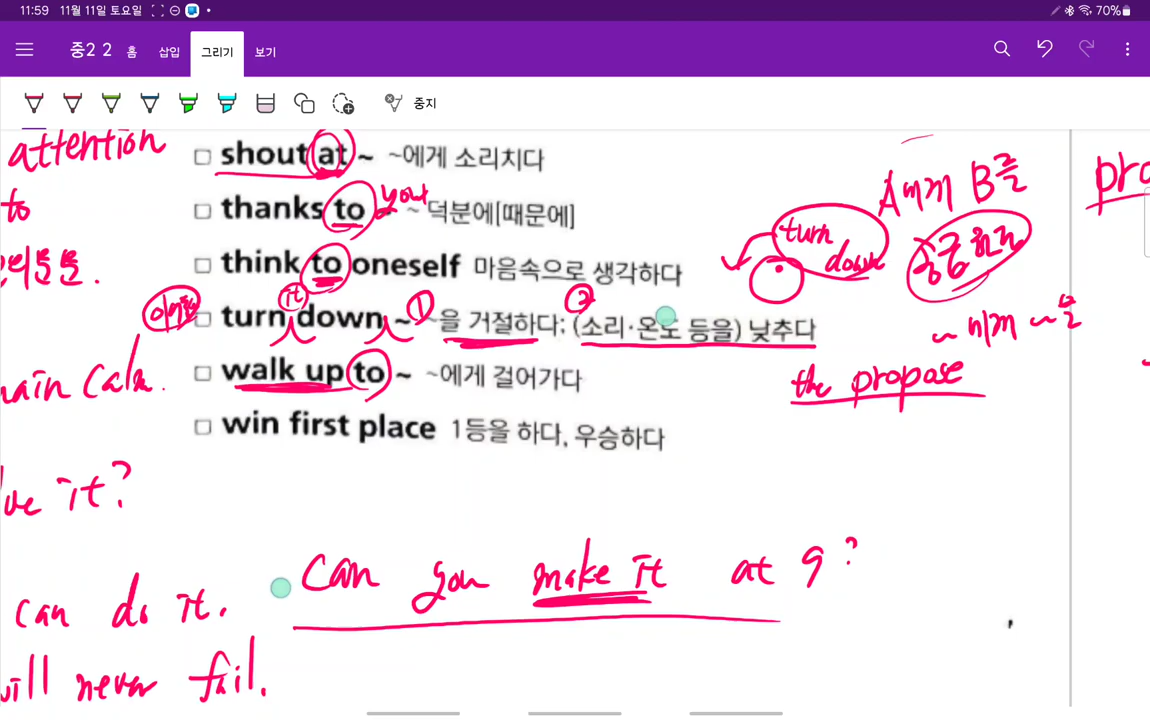 11:59 11월 11일 토요일
70%
중2 2 홈 삽입 그리기 보기
중지
attention
to
shout at ~ ~에게 소리치다
thanks to you ~ 덕분에[때문에]
think to oneself 마음속으로 생각하다
turn it down ~ ① ~을 거절하다; ② (소리·온도 등을) 낮추다
walk up to ~ ~에게 걸어가다
win first place 1등을 하다, 우승하다
A에게 B를
turn
down
~에게 ~을
the propose
it?
Can you make it at 9?
can do it.
will never fail.